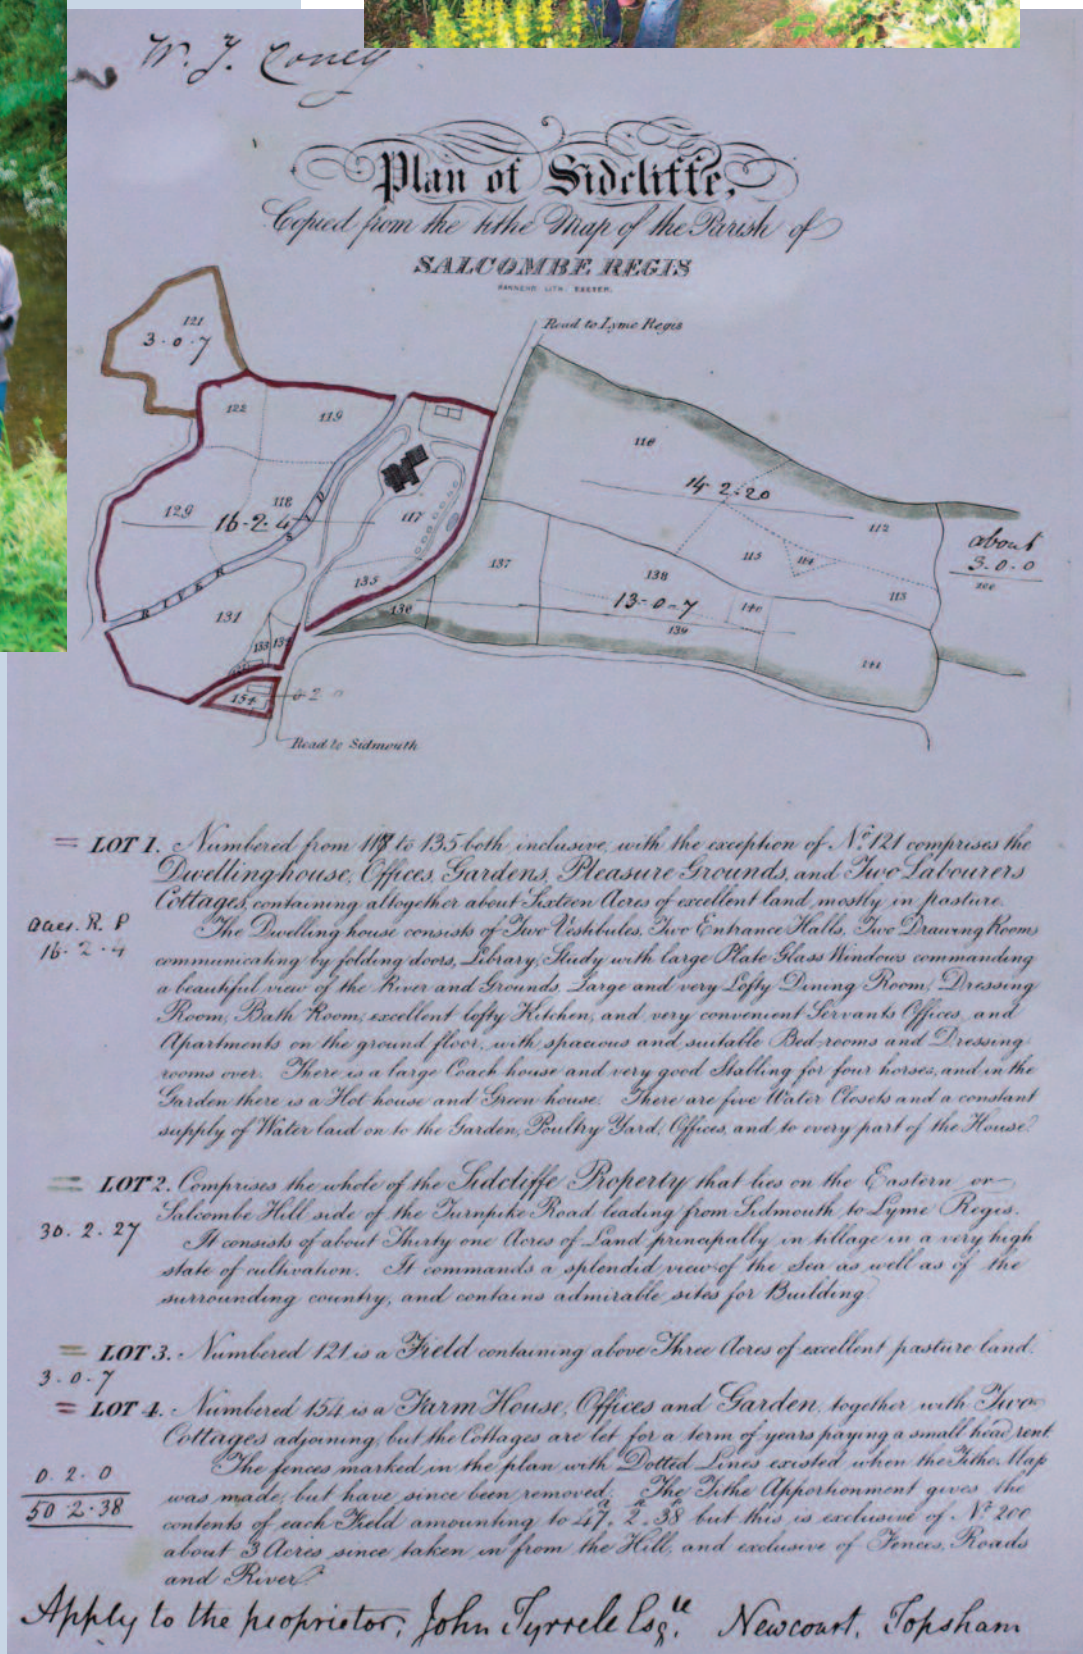 W. J. Coney
Plan of Sidcliffe,
Copied from the tithe Map of the Parish of
SALCOMBE REGIS
LITH. EXETER.
Road to Lyme Regis
121
3 . 0 . 7
122
119
116
14 . 2 . 20
129
118
16 - 2 . 4
117
112
about
3 . 0 . 0
200
115
114
137
138
113
135
13 - 0 - 7
140
136
139
RIVER SID
131
133
134
141
154
0 2 0
Road to Sidmouth
LOT 1. Numbered from 117 to 135 both inclusive, with the exception of No. 121 comprises the
Dwellinghouse, Offices, Gardens, Pleasure Grounds, and Two Labourers
Cottages, containing altogether about Sixteen Acres of excellent land, mostly in pasture.
acres. R. P
16 - 2 - 4
The Dwelling house consists of Two Vestibules, Two Entrance Halls, Two Drawing Rooms
communicating by folding doors, Library, Study with large Plate Glass Windows commanding
a beautiful view of the River and Grounds, Large and very Lofty Dining Room, Dressing
Room, Bath Room, excellent lofty Kitchen, and very convenient Servants Offices, and
Apartments on the ground floor, with spacious and suitable Bed-rooms and Dressing
rooms over. There is a large Coach house and very good Stabling for four horses, and in the
Garden there is a Hot house and Green house. There are five Water Closets and a constant
supply of Water laid on to the Garden, Poultry Yard, Offices, and to every part of the House.
LOT 2. Comprises the whole of the Sidcliffe Property that lies on the Eastern or
Salcombe Hill side of the Turnpike Road leading from Sidmouth to Lyme Regis.
30 . 2 . 27
It consists of about Thirty one Acres of Land principally in tillage in a very high
state of cultivation. It commands a splendid view of the Sea as well as of the
surrounding country, and contains admirable sites for Building.
LOT 3. Numbered 121 is a Field containing above Three Acres of excellent pasture land.
3 . 0 . 7
LOT 4. Numbered 154 is a Farm House, Offices and Garden, together with Two
Cottages adjoining, but the Cottages are let for a term of years paying a small head rent.
The fences marked in the plan with Dotted Lines existed when the Tithe Map
0 . 2 . 0
was made, but have since been removed. The Tithe Apportionment gives the
50 2 . 38
contents of each Field amounting to 47a. 2r. 38p but this is exclusive of No. 200
about 3 Acres since taken in from the Hill, and exclusive of Fences, Roads
and River.
Apply to the proprietor, John Tyrrele Esqre. Newcourt, Topsham